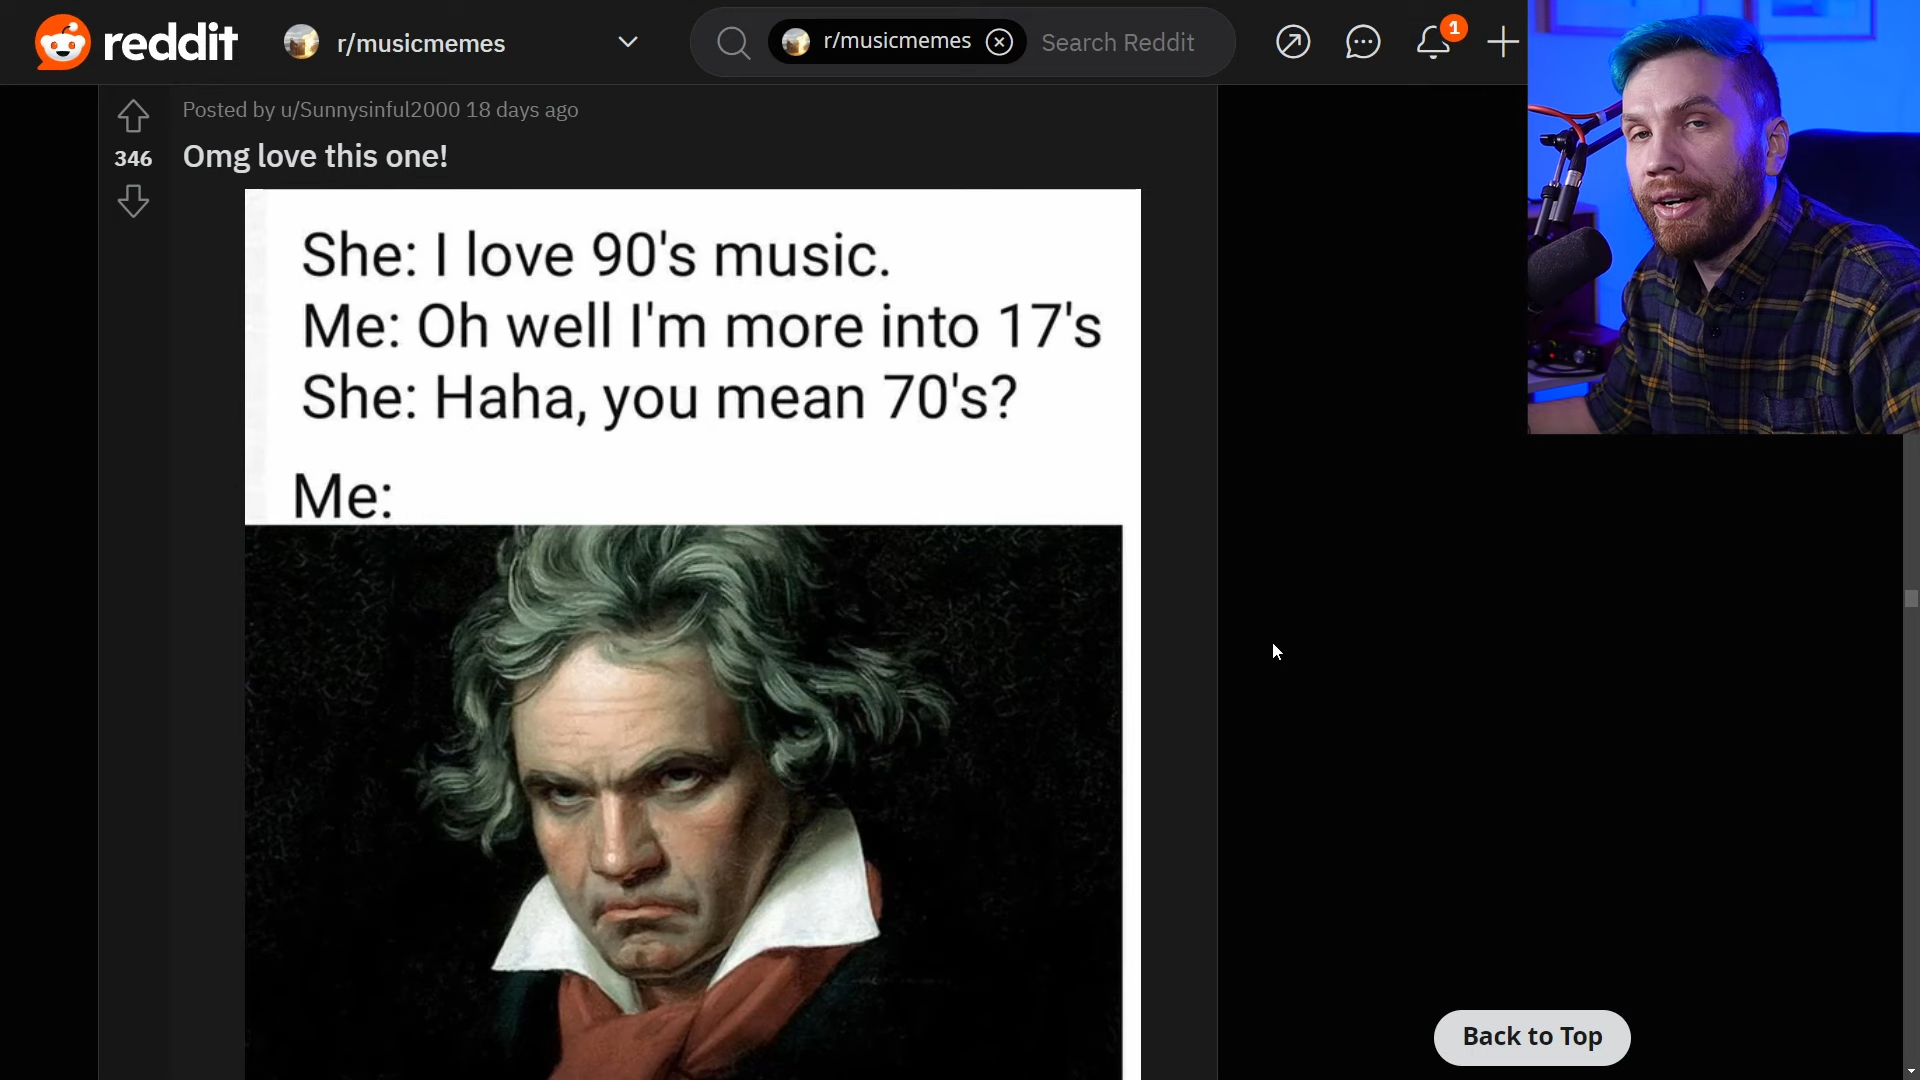 reddit
r/musicmemes
r/musicmemes
Search Reddit
1
Posted by u/Sunnysinful2000 18 days ago
346
Omg love this one!
She: I love 90's music.
Me: Oh well I'm more into 17's
She: Haha, you mean 70's?
Me:
Back to Top